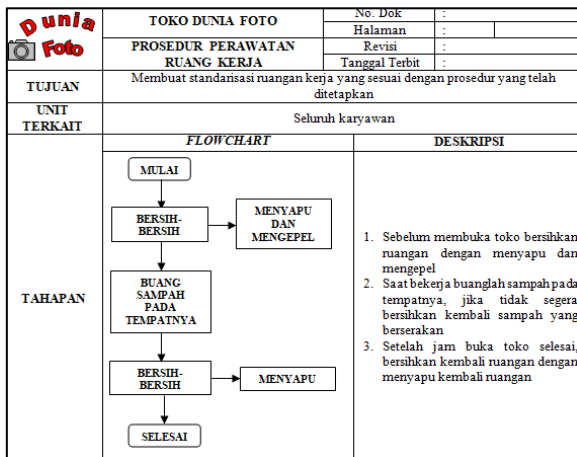 Dunia
Foto
TOKO DUNIA FOTO
No. Dok :
Halaman :
PROSEDUR PERAWATAN
RUANG KERJA
Revisi :
Tanggal Terbit :
TUJUAN
Membuat standarisasi ruangan kerja yang sesuai dengan prosedur yang telah
ditetapkan
UNIT
TERKAIT
Seluruh karyawan
TAHAPAN
FLOWCHART
MULAI
BERSIH-
BERSIH
MENYAPU
DAN
MENGEPEL
BUANG
SAMPAH
PADA
TEMPATNYA
BERSIH-
BERSIH
MENYAPU
SELESAI
DESKRIPSI
1. Sebelum membuka toko bersihkan
ruangan dengan menyapu dan
mengepel
2. Saat bekerja buanglah sampah pada
tempatnya, jika tidak segera
bersihkan kembali sampah yang
berserakan
3. Setelah jam buka toko selesai,
bersihkan kembali ruangan dengan
menyapu kembali ruangan